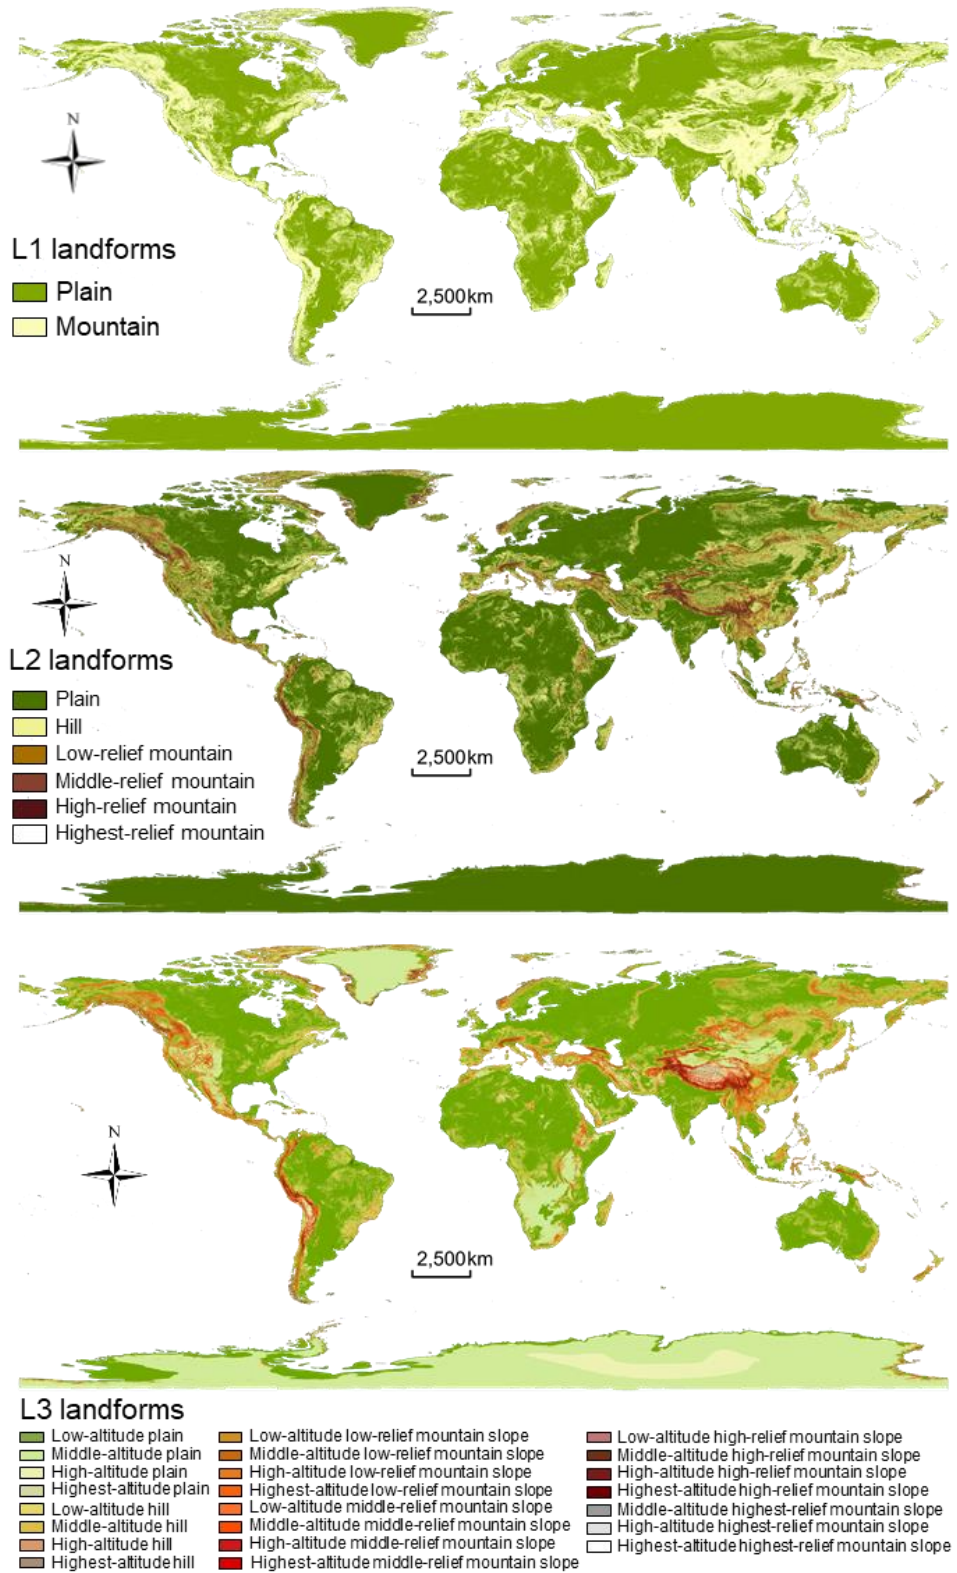 N
L1 landforms
Plain
Mountain
2,500km
N
L2 landforms
Plain
Hill
Low-relief mountain
Middle-relief mountain
High-relief mountain
Highest-relief mountain
2,500km
N
2,500km
L3 landforms
Low-altitude plain
Middle-altitude plain
High-altitude plain
Highest-altitude plain
Low-altitude hill
Middle-altitude hill
High-altitude hill
Highest-altitude hill
Low-altitude low-relief mountain slope
Middle-altitude low-relief mountain slope
High-altitude low-relief mountain slope
Highest-altitude low-relief mountain slope
Low-altitude middle-relief mountain slope
Middle-altitude middle-relief mountain slope
High-altitude middle-relief mountain slope
Highest-altitude middle-relief mountain slope
Low-altitude high-relief mountain slope
Middle-altitude high-relief mountain slope
High-altitude high-relief mountain slope
Highest-altitude high-relief mountain slope
Middle-altitude highest-relief mountain slope
High-altitude highest-relief mountain slope
Highest-altitude highest-relief mountain slope